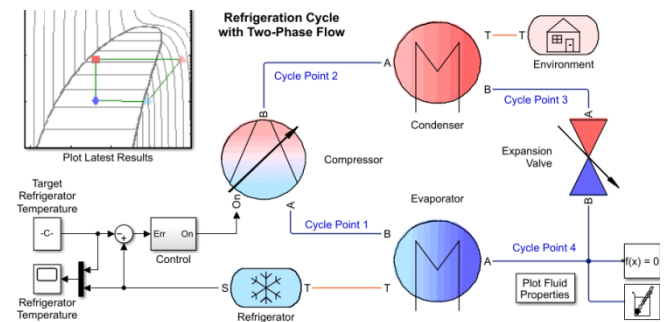 Refrigeration Cycle
with Two-Phase Flow
T
T
Environment
A
Cycle Point 2
B
Cycle Point 3
Condenser
Plot Latest Results
B
A
Compressor
Expansion
Valve
Target
Refrigerator
Temperature
On
A
Evaporator
B
-C-
Err
On
Cycle Point 1
B
Control
A
Cycle Point 4
f(x) = 0
Plot Fluid
Properties
S
T
T
Refrigerator
Temperature
Refrigerator